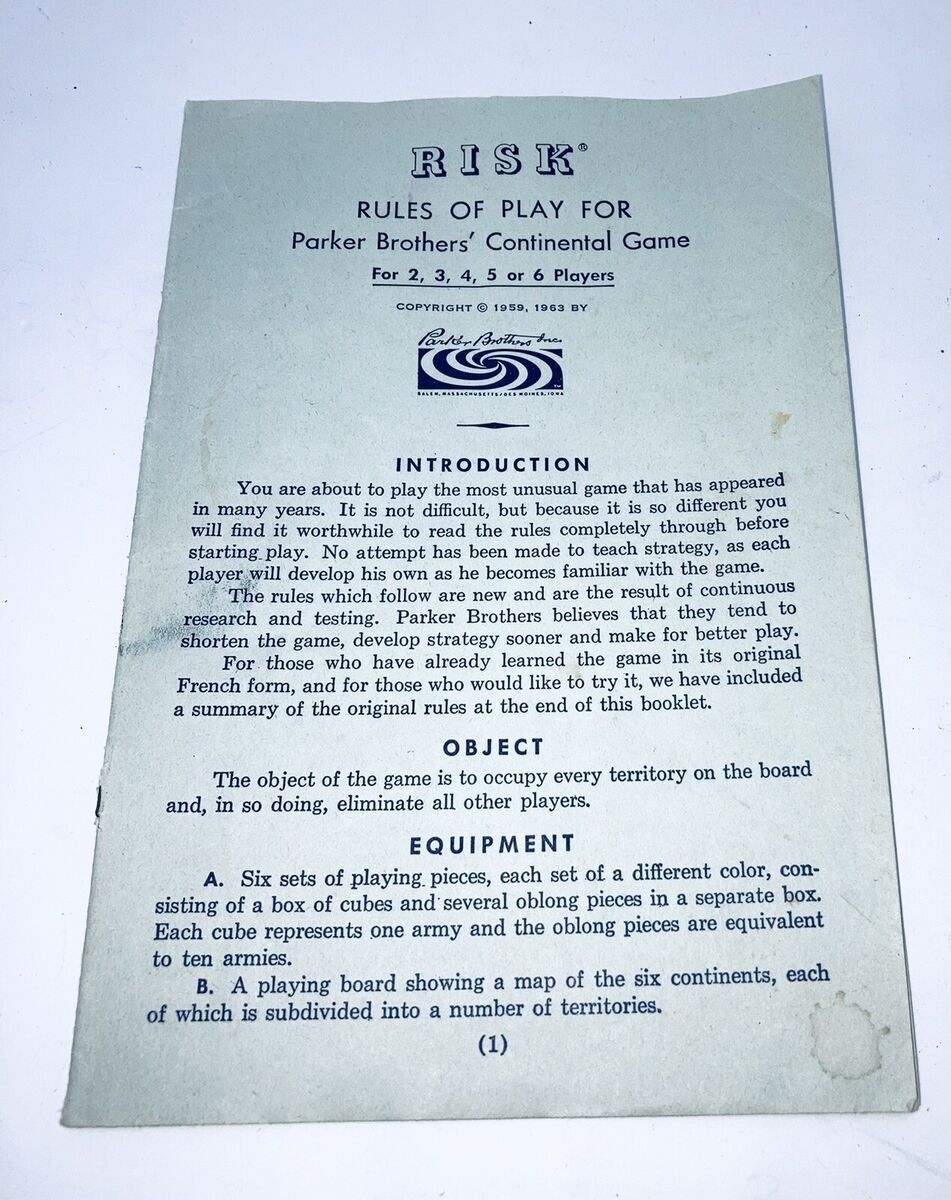 RISK®
RULES OF PLAY FOR
Parker Brothers' Continental Game
For 2, 3, 4, 5 or 6 Players
COPYRIGHT © 1959, 1963 BY
Parker Brothers Inc.
TM
SALEM, MASSACHUSETTS/DES MOINES, IOWA
INTRODUCTION
You are about to play the most unusual game that has appeared
in many years. It is not difficult, but because it is so different you
will find it worthwhile to read the rules completely through before
starting play. No attempt has been made to teach strategy, as each
player will develop his own as he becomes familiar with the game.
The rules which follow are new and are the result of continuous
research and testing. Parker Brothers believes that they tend to
shorten the game, develop strategy sooner and make for better play.
For those who have already learned the game in its original
French form, and for those who would like to try it, we have included
a summary of the original rules at the end of this booklet.
OBJECT
The object of the game is to occupy every territory on the board
and, in so doing, eliminate all other players.
EQUIPMENT
A. Six sets of playing pieces, each set of a different color, con-
sisting of a box of cubes and several oblong pieces in a separate box.
Each cube represents one army and the oblong pieces are equivalent
to ten armies.
B. A playing board showing a map of the six continents, each
of which is subdivided into a number of territories.
(1)